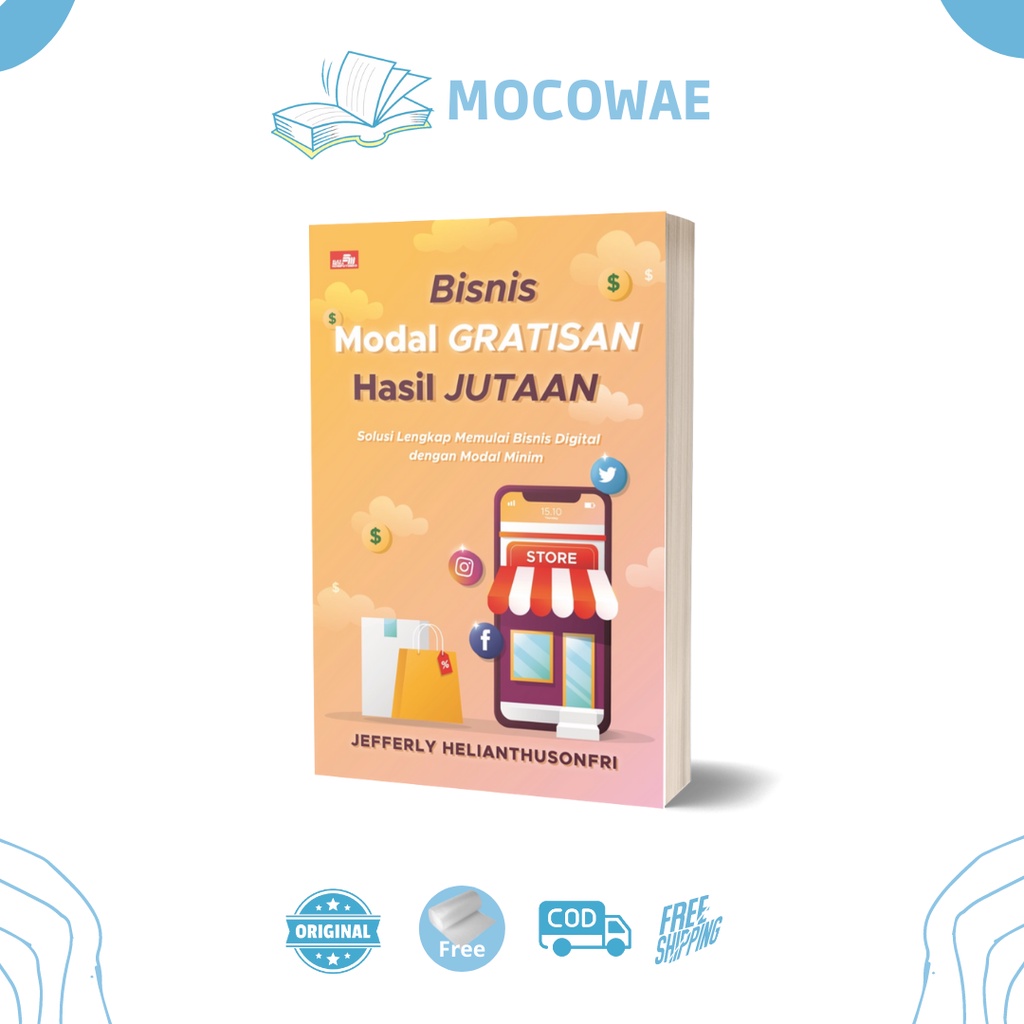 MOCOWAE
Bisnis
Modal GRATISAN
Hasil JUTAAN
Solusi Lengkap Memulai Bisnis Digital
dengan Modal Minim
15.10
STORE
%
JEFFERLY HELIANTHUSONFRI
ORIGINAL
Free
COD
FREE
SHIPPING